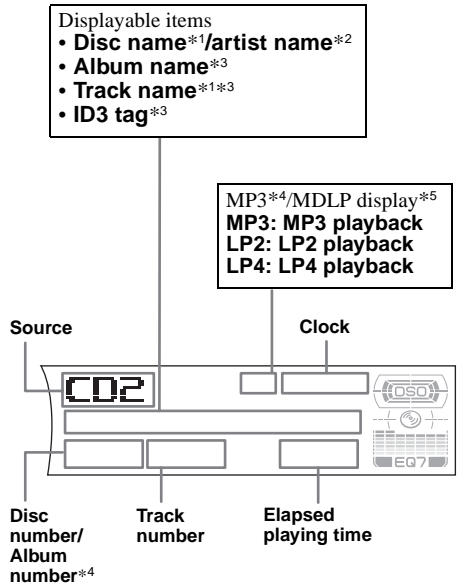 Displayable items
• Disc name*1/artist name*2
• Album name*3
• Track name*1*3
• ID3 tag*3
MP3*4/MDLP display*5
MP3: MP3 playback
LP2: LP2 playback
LP4: LP4 playback
Source
Clock
CD2
DSO
EQ7
Disc
number/
Album
number*4
Track
number
Elapsed
playing time